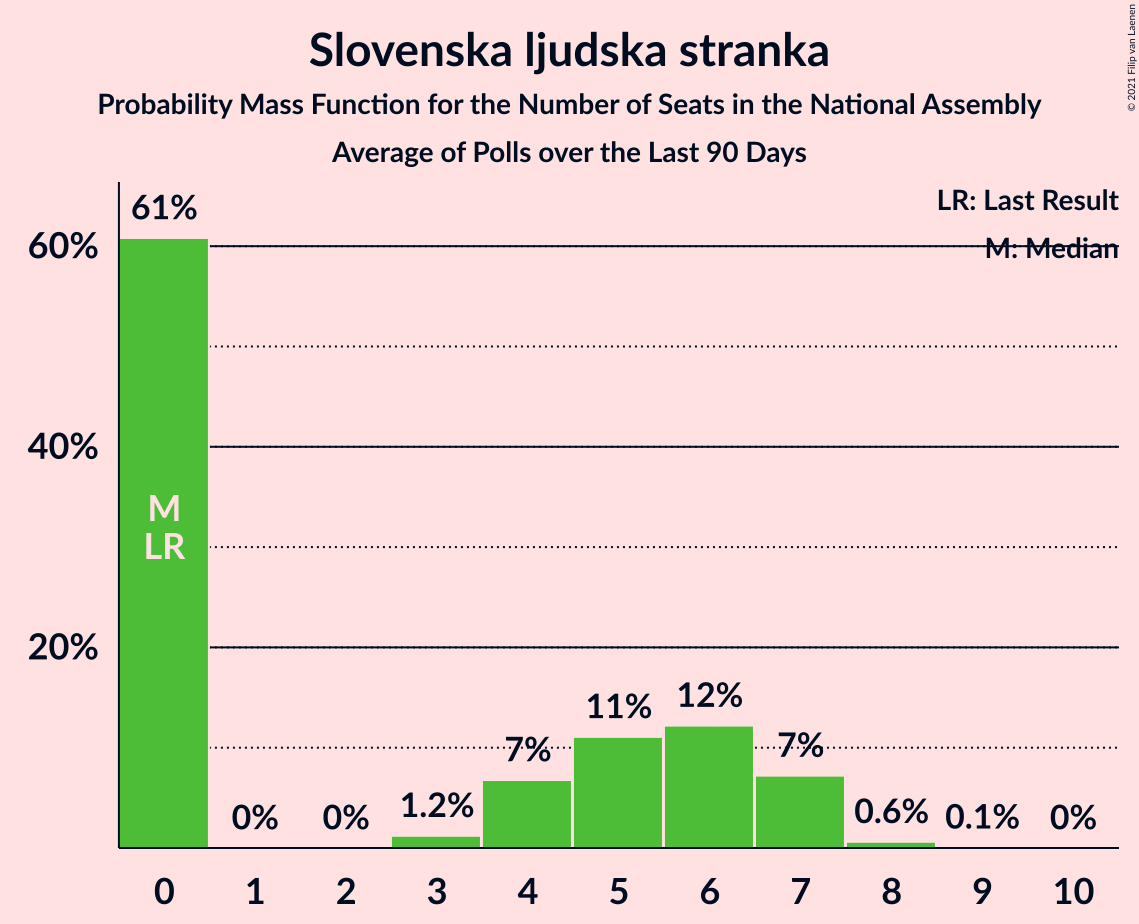 Slovenska ljudska stranka
Probability Mass Function for the Number of Seats in the National Assembly
Average of Polls over the Last 90 Days
© 2021 Filip van Laenen
LR: Last Result
M: Median
61%
60%
40%
20%
M
LR
0%
0%
1.2%
7%
11%
12%
7%
0.6%
0.1%
0%
0 1 2 3 4 5 6 7 8 9 10